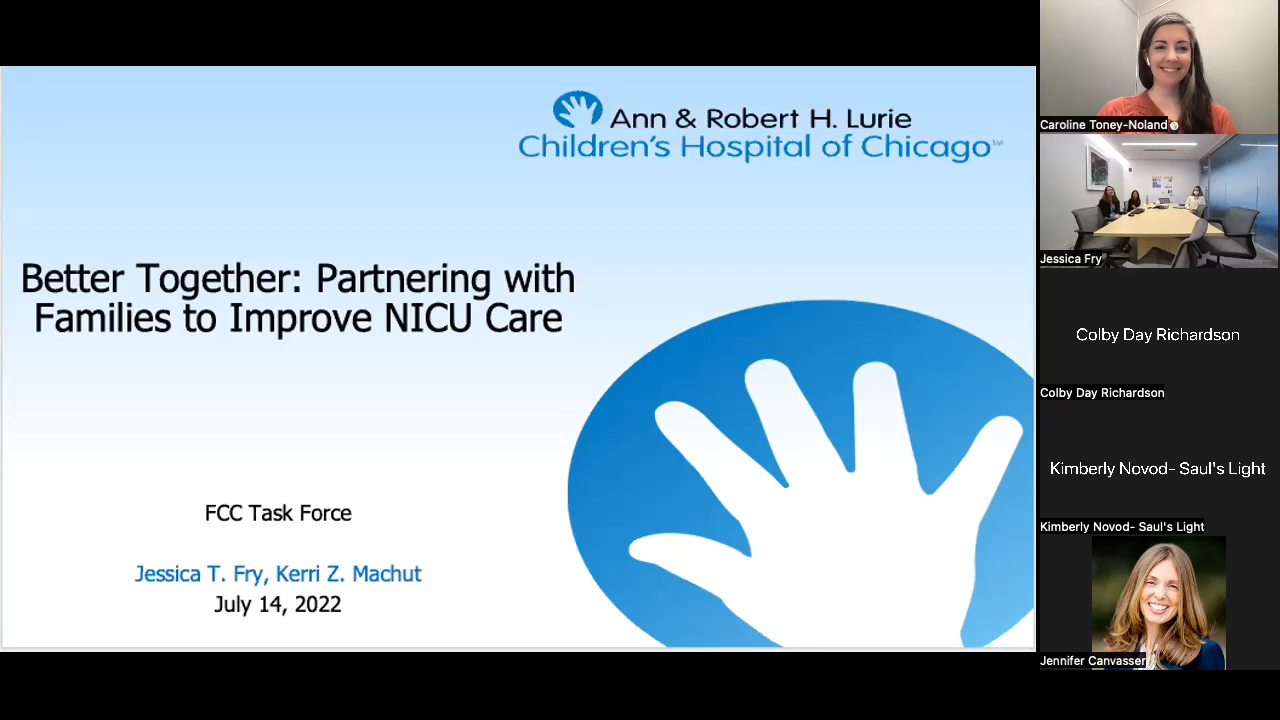 Ann & Robert H. Lurie
Children's Hospital of Chicago™
Better Together: Partnering with
Families to Improve NICU Care
FCC Task Force
Jessica T. Fry, Kerri Z. Machut
July 14, 2022
Caroline Toney-Noland
Jessica Fry
Colby Day Richardson
Colby Day Richardson
Kimberly Novod- Saul's Light
Kimberly Novod- Saul's Light
Jennifer Canvasser